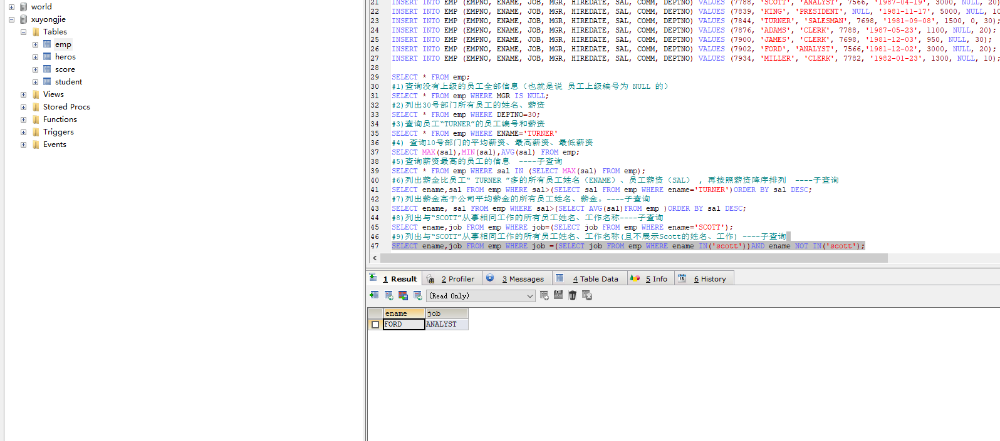 world
xuyongjie
Tables
emp
heros
score
student
Views
Stored Procs
Functions
Triggers
Events
21 INSERT INTO EMP (EMPNO, ENAME, JOB, MGR, HIREDATE, SAL, COMM, DEPTNO) VALUES (7788, 'SCOTT', 'ANALYST', 7566, '1987-04-19', 3000, NULL, 20)
22 INSERT INTO EMP (EMPNO, ENAME, JOB, MGR, HIREDATE, SAL, COMM, DEPTNO) VALUES (7839, 'KING', 'PRESIDENT', NULL, '1981-11-17', 5000, NULL, 10
23 INSERT INTO EMP (EMPNO, ENAME, JOB, MGR, HIREDATE, SAL, COMM, DEPTNO) VALUES (7844, 'TURNER', 'SALESMAN', 7698, '1981-09-08', 1500, 0, 30);
24 INSERT INTO EMP (EMPNO, ENAME, JOB, MGR, HIREDATE, SAL, COMM, DEPTNO) VALUES (7876, 'ADAMS', 'CLERK', 7788, '1987-05-23', 1100, NULL, 20);
25 INSERT INTO EMP (EMPNO, ENAME, JOB, MGR, HIREDATE, SAL, COMM, DEPTNO) VALUES (7900, 'JAMES', 'CLERK', 7698, '1981-12-03', 950, NULL, 30);
26 INSERT INTO EMP (EMPNO, ENAME, JOB, MGR, HIREDATE, SAL, COMM, DEPTNO) VALUES (7902, 'FORD', 'ANALYST', 7566,'1981-12-02', 3000, NULL, 20);
27 INSERT INTO EMP (EMPNO, ENAME, JOB, MGR, HIREDATE, SAL, COMM, DEPTNO) VALUES (7934, 'MILLER', 'CLERK', 7782, '1982-01-23', 1300, NULL, 10);
28
29 SELECT * FROM emp;
30 #1)查询没有上级的员工全部信息（也就是说 员工上级编号为 NULL 的）
31 SELECT * FROM emp WHERE MGR IS NULL;
32 #2)列出30号部门所有员工的姓名、薪资
33 SELECT * FROM emp WHERE DEPTNO=30;
34 #3)查询员工“TURNER”的员工编号和薪资
35 SELECT * FROM emp WHERE ENAME='TURNER'
36 #4) 查询10号部门的平均薪资、最高薪资、最低薪资
37 SELECT MAX(sal),MIN(sal),AVG(sal) FROM emp;
38 #5)查询薪资最高的员工的信息 ----子查询
39 SELECT * FROM emp WHERE sal IN (SELECT MAX(sal) FROM emp);
40 #6)列出薪金比员工“ TURNER ”多的所有员工姓名（ENAME）、员工薪资（SAL） , 再按照薪资降序排列 ----子查询
41 SELECT ename,sal FROM emp WHERE sal>(SELECT sal FROM emp WHERE ename='TURNER')ORDER BY sal DESC;
42 #7)列出薪金高于公司平均薪金的所有员工姓名、薪金。----子查询
43 SELECT ename, sal FROM emp WHERE sal>(SELECT AVG(sal)FROM emp )ORDER BY sal DESC;
44 #8)列出与“SCOTT”从事相同工作的所有员工姓名、工作名称----子查询
45 SELECT ename,job FROM emp WHERE job=(SELECT job FROM emp WHERE ename='SCOTT');
46 #9)列出与“SCOTT”从事相同工作的所有员工姓名、工作名称(且不展示Scott的姓名、工作) ----子查询
47 SELECT ename,job FROM emp WHERE job =(SELECT job FROM emp WHERE ename IN('scott'))AND ename NOT IN('scott');
1 Result 2 Profiler 3 Messages 4 Table Data 5 Info 18 6 History
(Read Only)
ename job
FORD ANALYST